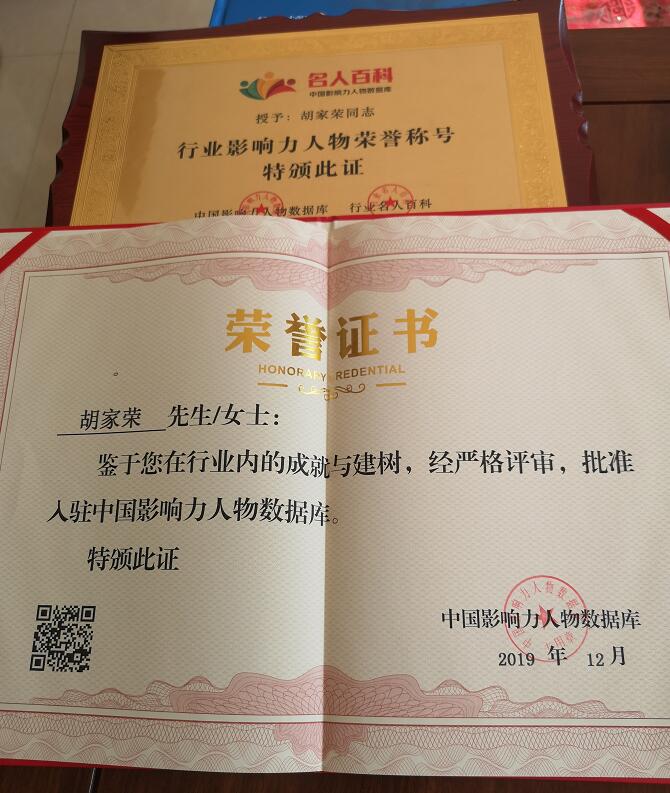 名人百科
中国影响力人物数据库
授予：胡家荣同志
行业影响力人物荣誉称号
特颁此证
中国影响力人物数据库 行业名人百科
荣誉证书
HONORARY CREDENTIAL
胡家荣 先生/女士：
鉴于您在行业内的成就与建树，经严格评审，批准
入驻中国影响力人物数据库。
特颁此证
中国影响力人物数据库
2019 年 12月